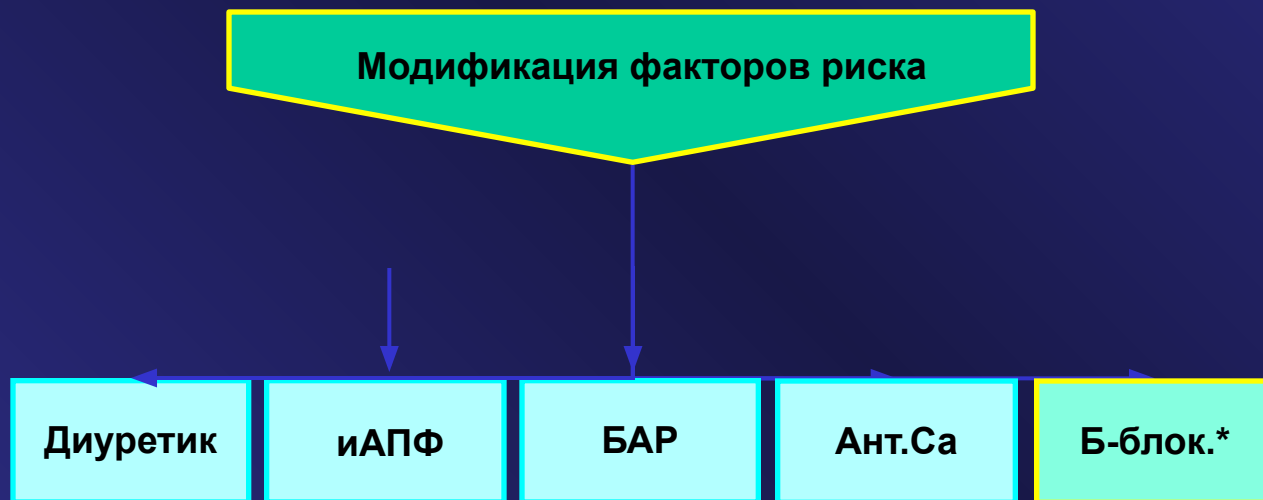 Модификация факторов риска
Диуретик
иАПФ
БАР
Ант.Са
Б-блок.*